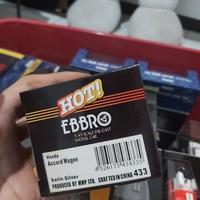 HOT!
EBBRO
1:43 SCALE DIE-CAST
MODEL CAR
Honda
Accord Wagon
Satin Silver
PRODUCED BY MMP LTD. CRAFTED IN CHINA 433